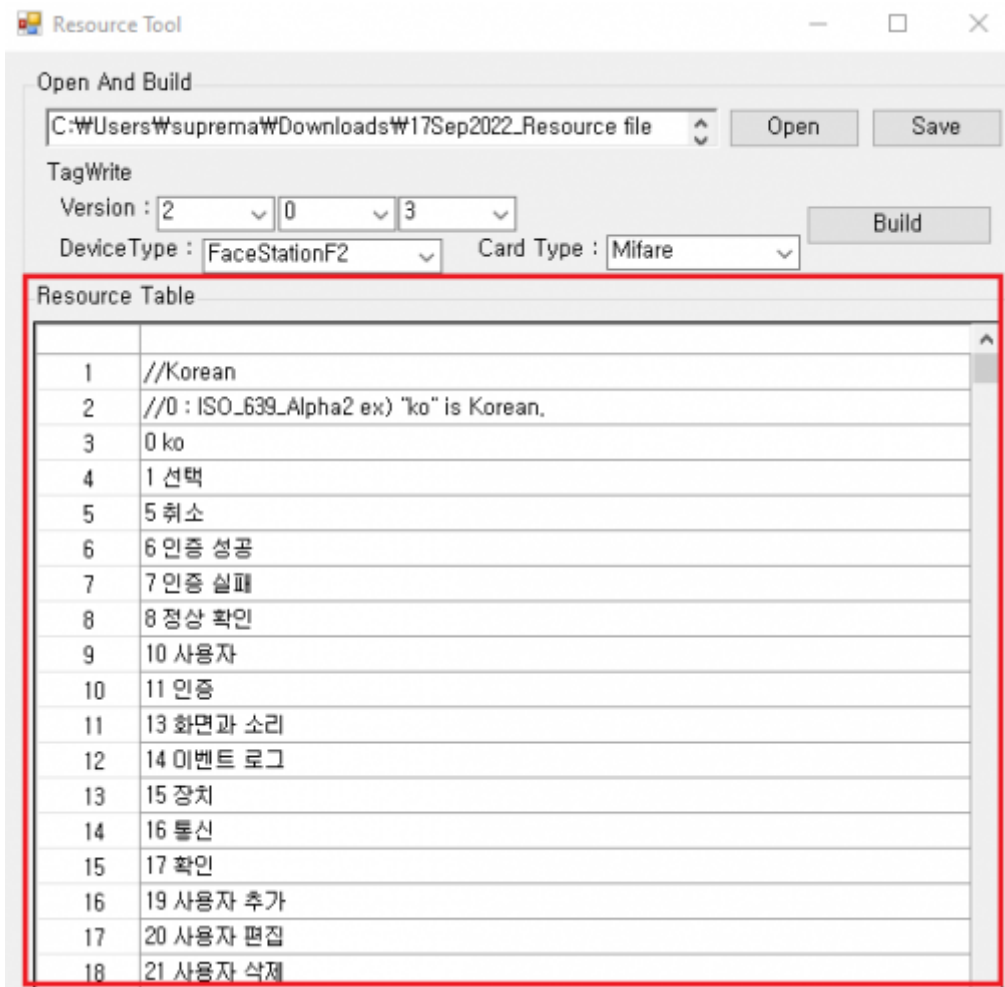 Resource Tool
Open And Build
C:₩Users₩suprema₩Downloads₩17Sep2022_Resource file Open Save
TagWrite
Version : 2 0 3
Build
DeviceType : FaceStationF2 Card Type : Mifare
Resource Table
1 //Korean
2 //0 : ISO_639_Alpha2 ex) "ko" is Korean.
3 0 ko
4 1 선택
5 5 취소
6 6 인증 성공
7 7 인증 실패
8 8 정상 확인
9 10 사용자
10 11 인증
11 13 화면과 소리
12 14 이벤트 로그
13 15 장치
14 16 통신
15 17 확인
16 19 사용자 추가
17 20 사용자 편집
18 21 사용자 삭제